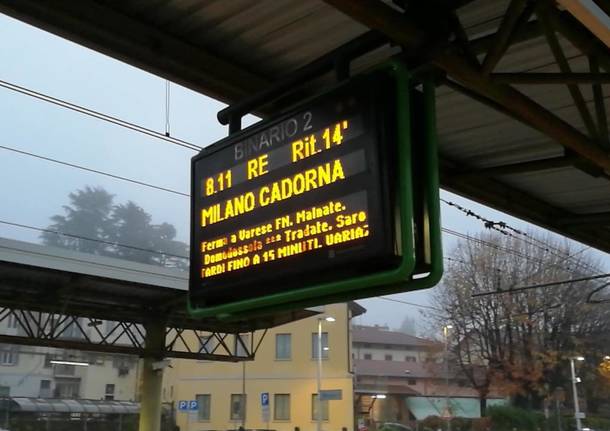 BINARIO 2
8.11 RE Rit.14'
MILANO CADORNA
Ferma a Varese FN. Malnate.
Domodossola Tradate. Saro
TARDI FINO A 15 MINUTI. VARIAZ
P P P